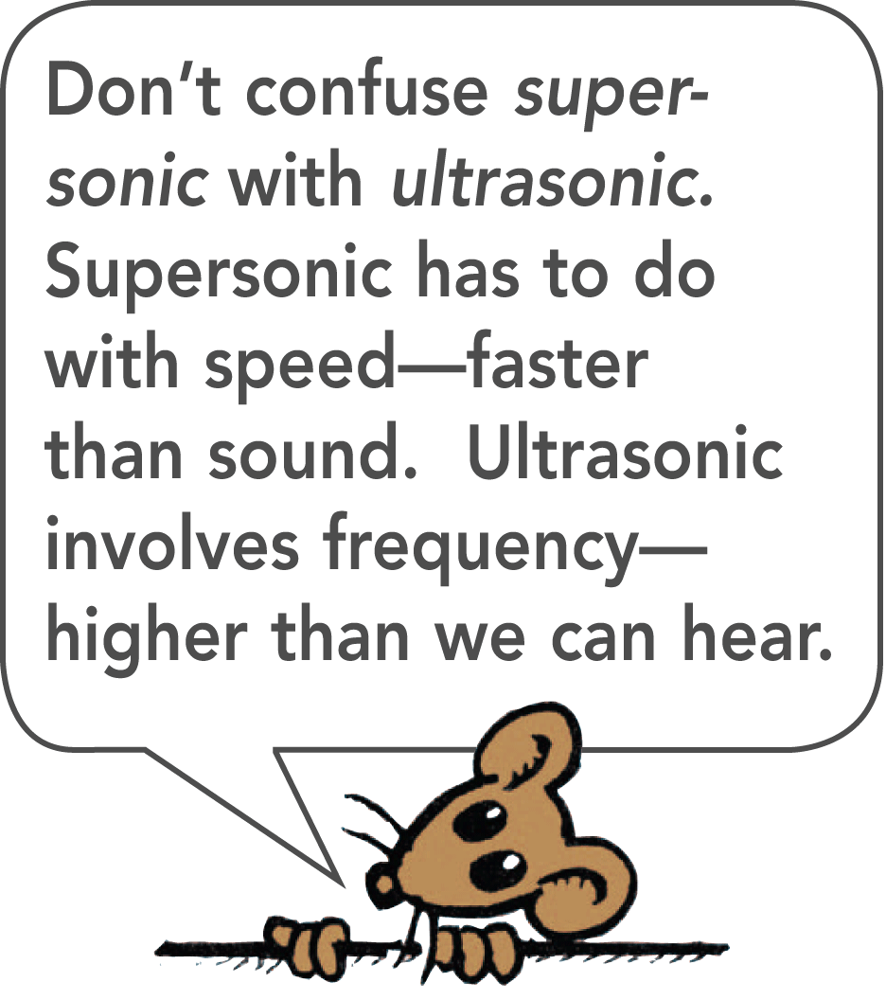 Don’t confuse super-
sonic with ultrasonic.
Supersonic has to do
with speed—faster
than sound.  Ultrasonic
involves frequency—
higher than we can hear.